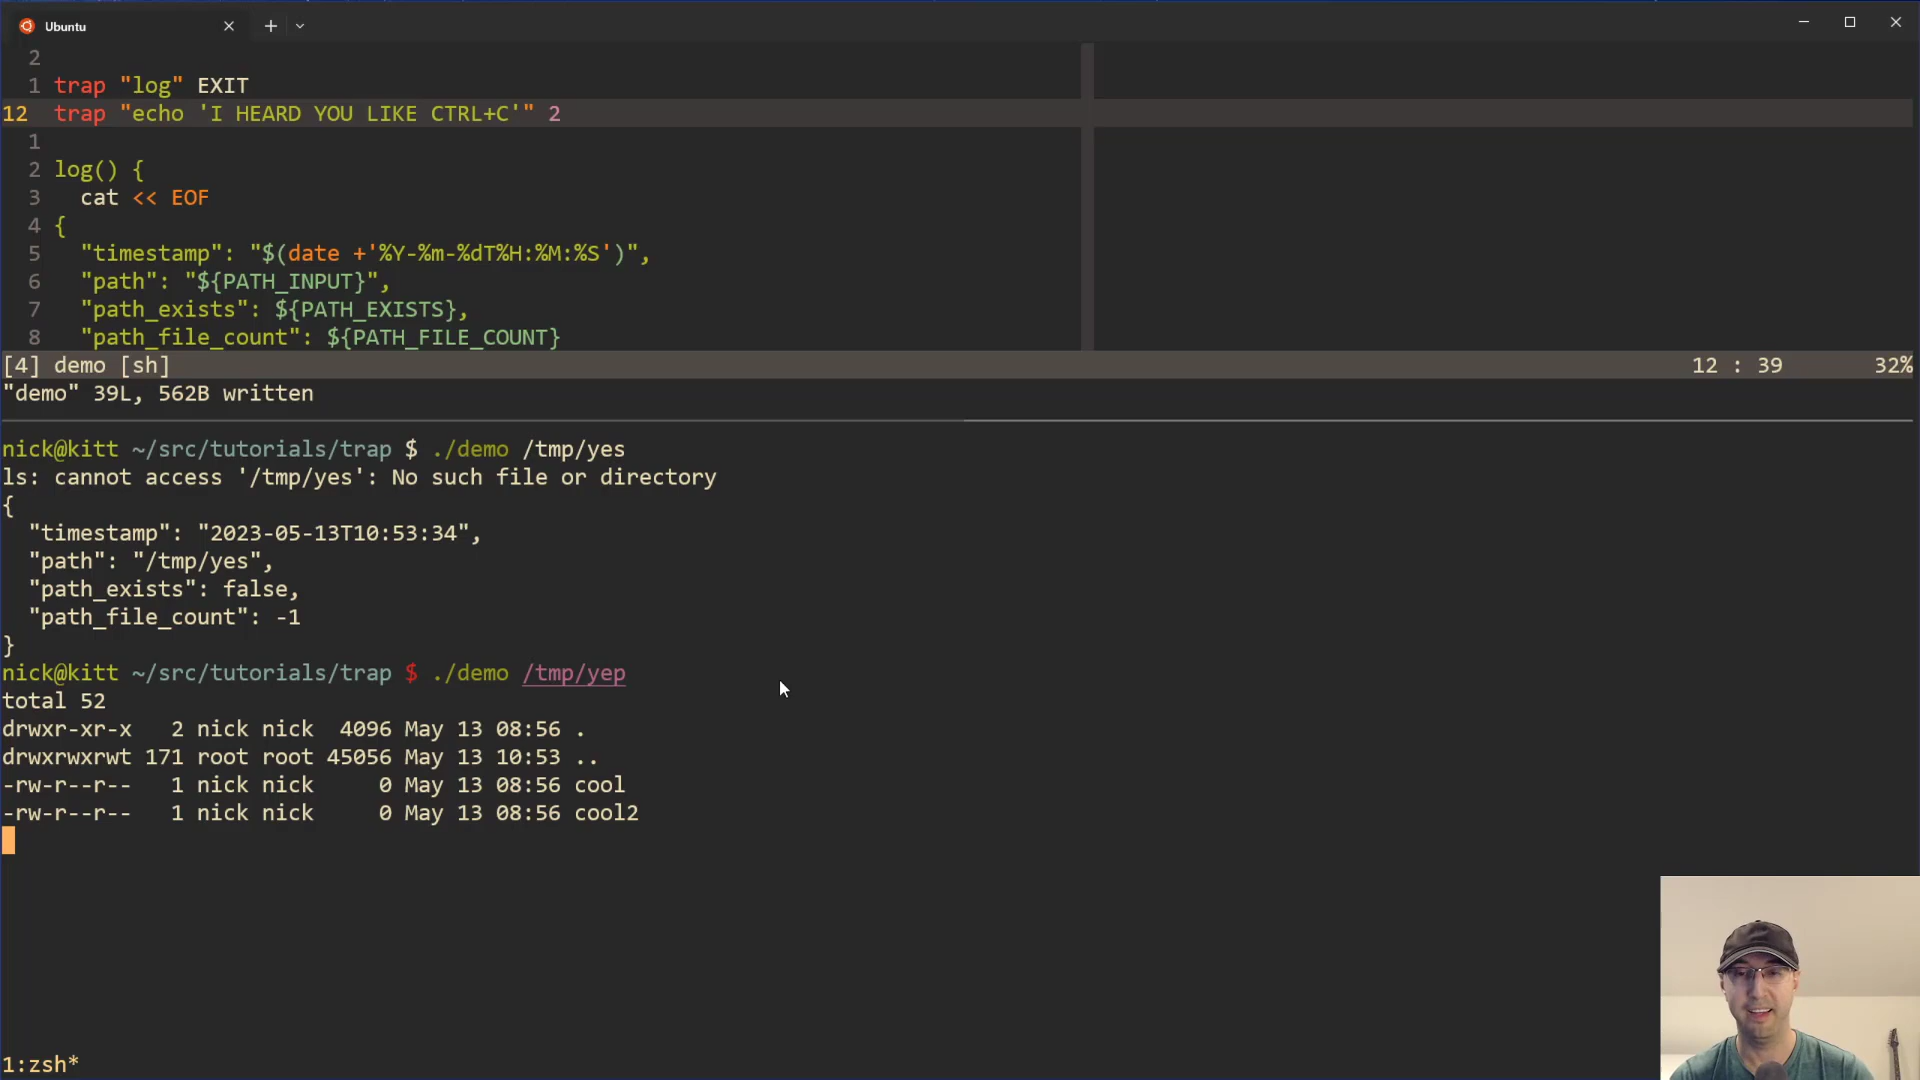 Ubuntu
2
1 trap "log" EXIT
12 trap "echo 'I HEARD YOU LIKE CTRL+C'" 2
1
2 log() {
3   cat << EOF
4 {
5   "timestamp": "$(date +'%Y-%m-%dT%H:%M:%S')",
6   "path": "${PATH_INPUT}",
7   "path_exists": ${PATH_EXISTS},
8   "path_file_count": ${PATH_FILE_COUNT}
[4] demo [sh] 12 : 39 32%
"demo" 39L, 562B written
nick@kitt ~/src/tutorials/trap $ ./demo /tmp/yes
ls: cannot access '/tmp/yes': No such file or directory
{
  "timestamp": "2023-05-13T10:53:34",
  "path": "/tmp/yes",
  "path_exists": false,
  "path_file_count": -1
}
nick@kitt ~/src/tutorials/trap $ ./demo /tmp/yep
total 52
drwxr-xr-x   2 nick nick  4096 May 13 08:56 .
drwxrwxrwt 171 root root 45056 May 13 10:53 ..
-rw-r--r--   1 nick nick     0 May 13 08:56 cool
-rw-r--r--   1 nick nick     0 May 13 08:56 cool2
1:zsh*